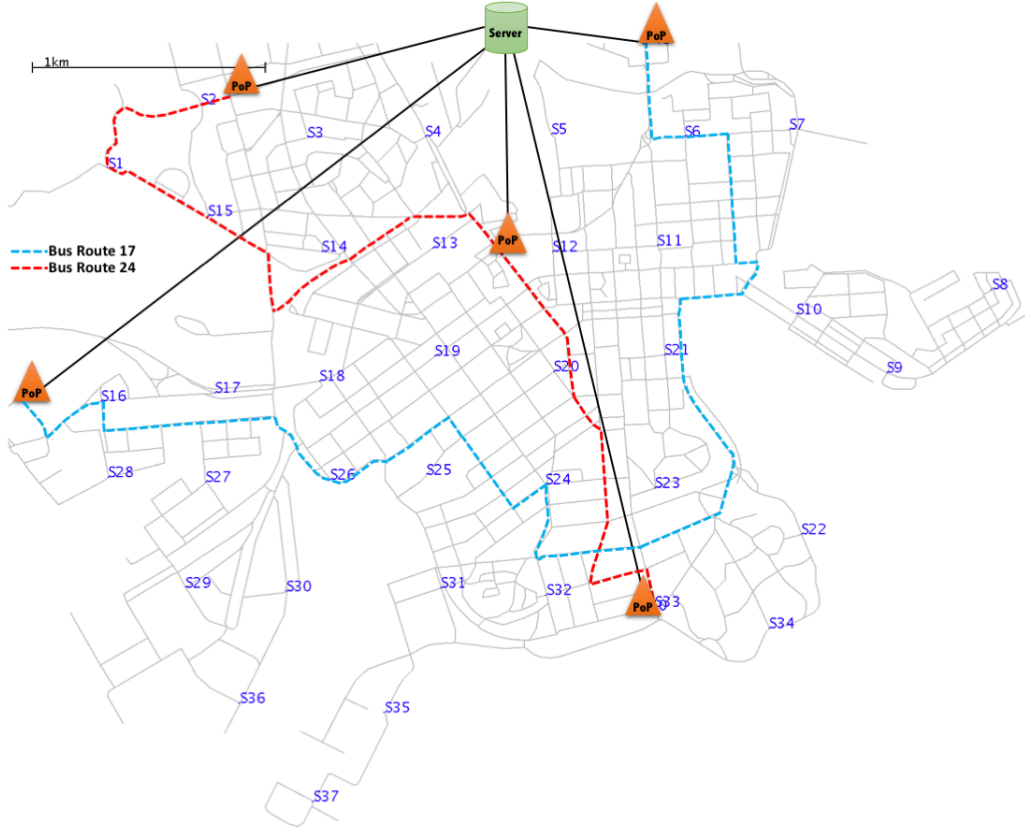 Server
PoP
1km
PoP
S2
S3
S4
S5
S6
S7
S1
S15
S14
S13
PoP
S12
S11
Bus Route 17
Bus Route 24
S8
S10
S9
S19
S21
S20
S18
S17
S16
PoP
S28
S27
S26
S25
S24
S23
S22
S29
S30
S31
S32
PoP
S33
S34
S36
S35
S37